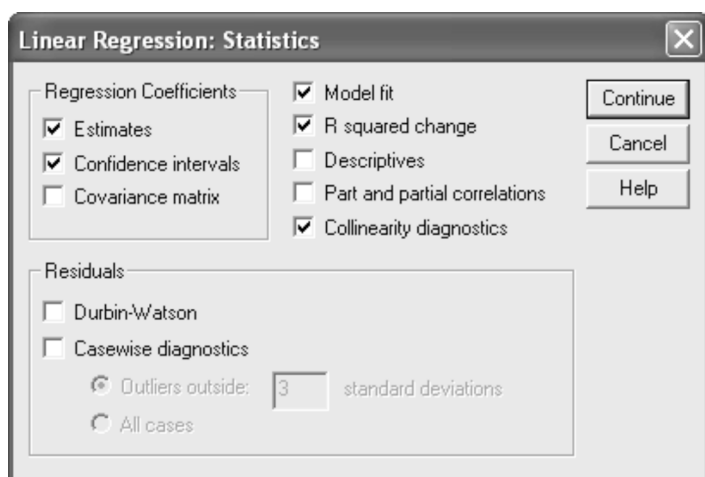 Linear Regression: Statistics
Regression Coefficients
Estimates
Confidence intervals
Covariance matrix
Model fit
R squared change
Descriptives
Part and partial correlations
Collinearity diagnostics
Continue
Cancel
Help
Residuals
Durbin-Watson
Casewise diagnostics
Outliers outside: 3 standard deviations
All cases